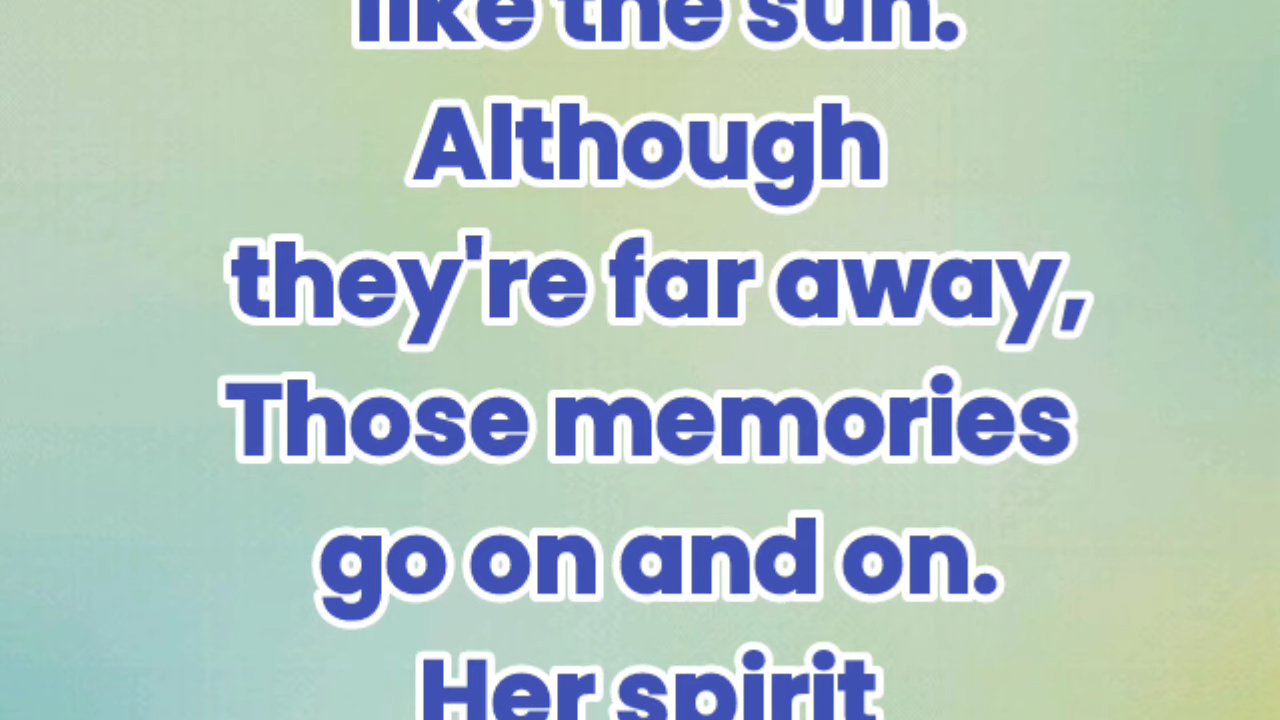 like the sun.
Although
they're far away,
Those memories
go on and on.
Her spirit